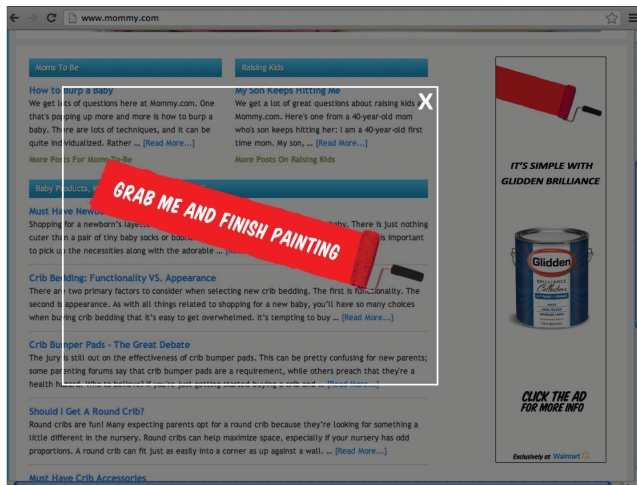 www.mommy.com
Moms To Be
How to Burp a Baby
We get lots of questions here at Mommy.com. One
that's popping up more and more is how to burp a
baby. There are lots of techniques, and it can be
quite individualized. Rather ... [Read More...]
More Posts For Moms-To-Be
Raising Kids
My Son Keeps Hitting Me
We get a lot of great questions about raising kids
Mommy.com. Here's one from a 40-year-old mom
who's son keeps hitting her: I am a 40-year-old first
time mom. My son, ... [Read More...]
More Posts On Raising Kids
X
GRAB ME AND FINISH PAINTING
Baby Products,
Must Have
Shopping for a newborn's layette
baby. There is just nothing
cuter than a pair of tiny baby socks or
is important
to pick up the necessities along with the adorable ...
Crib Bedding: Functionality VS. Appearance
There are two primary factors to consider when selecting new crib bedding. The first is functionality. The
second is appearance. As with all things related to shopping for a new baby, you'll have so many choices
when buying crib bedding that it's easy to get overwhelmed. It's tempting to buy ... [Read More...]
Crib Bumper Pads - The Great Debate
The jury is still out on the effectiveness of crib bumper pads. This can be pretty confusing for new parents;
some parenting forums say that crib bumper pads are a requirement, while others preach that they're a
health hazard. Who to believe? If you're just getting started buying a crib and ... [Read More...]
Should I Get A Round Crib?
Round cribs are fun! Many expecting parents opt for a round crib because they're looking for something a
little different in the nursery. Round cribs can help maximize space, especially if your nursery has odd
proportions. A round crib can fit just as easily into a corner as up against a wall. ... [Read More...]
Must Have Crib Accessories
IT'S SIMPLE WITH
GLIDDEN BRILLIANCE
Glidden
BRILLIANCE
Collection
CLICK THE AD
FOR MORE INFO
Exclusively at Walmart